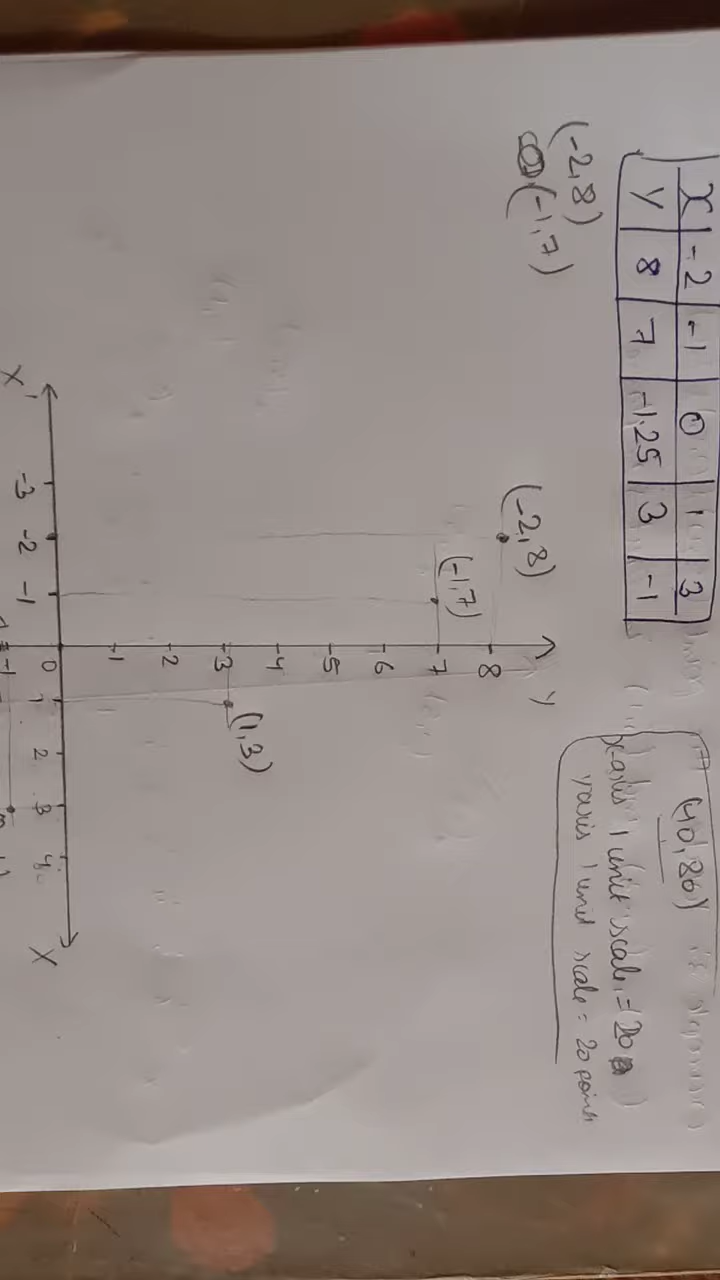 x -2 -1 0 1 3
y 8 7 -1.25 3 -1
(-2,8)
(-1,7)
(40,80)
x-axis 1 unit scale = 20
y axis 1 unit scale = 20 points
Y
8
7
6
5
4
3
2
1
(-2,8)
(-1,7)
(1,3)
X' -3 -2 -1 0 1 2 3 4 X
-1